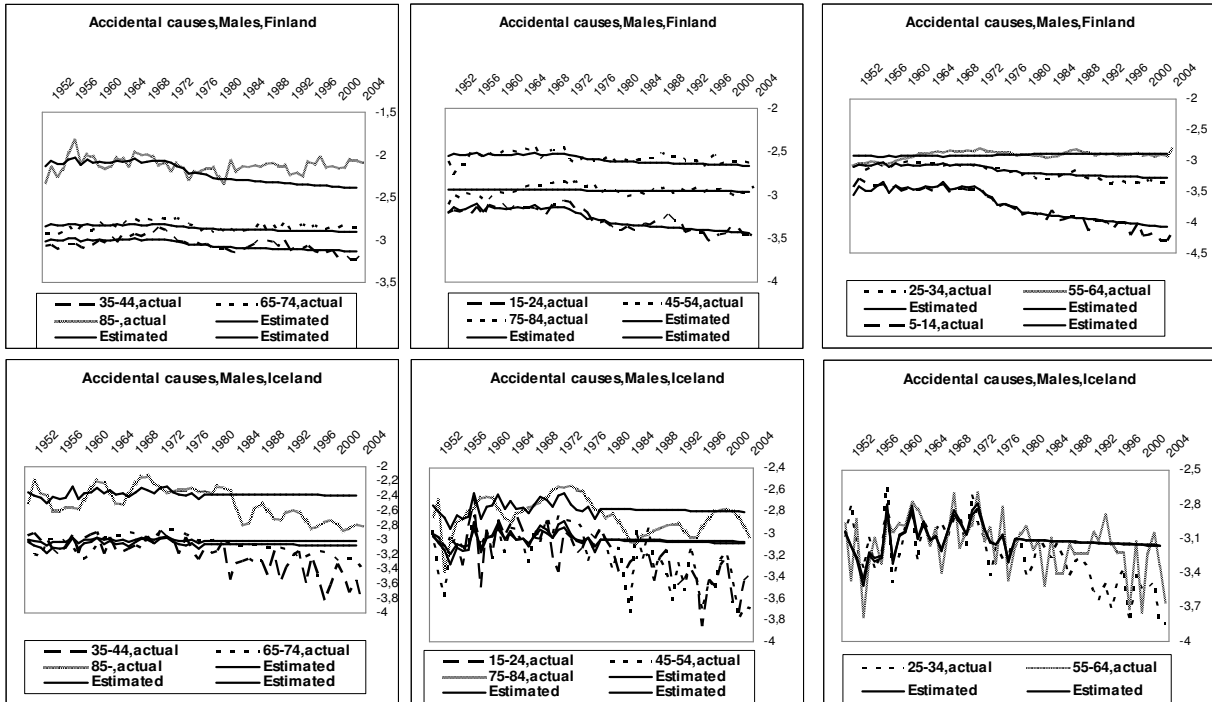 Accidental causes,Males,Finland
1952 1956 1960 1964 1968 1972 1976 1980 1984 1988 1992 1996 2000 2004
-1,5
-2
-2,5
-3
-3,5
35-44,actual 65-74,actual
85-,actual Estimated
Estimated Estimated
Accidental causes,Males,Finland
1952 1956 1960 1964 1968 1972 1976 1980 1984 1988 1992 1996 2000 2004
-2
-2,5
-3
-3,5
-4
15-24,actual 45-54,actual
75-84,actual Estimated
Estimated Estimated
Accidental causes,Males,Finland
1952 1956 1960 1964 1968 1972 1976 1980 1984 1988 1992 1996 2000 2004
-2
-2,5
-3
-3,5
-4
-4,5
25-34,actual 55-64,actual
Estimated Estimated
5-14,actual Estimated
Accidental causes,Males,Iceland
1952 1956 1960 1964 1968 1972 1976 1980 1984 1988 1992 1996 2000 2004
-2
-2,2
-2,4
-2,6
-2,8
-3
-3,2
-3,4
-3,6
-3,8
-4
35-44,actual 65-74,actual
85-,actual Estimated
Estimated Estimated
Accidental causes,Males,Iceland
1952 1956 1960 1964 1968 1972 1976 1980 1984 1988 1992 1996 2000 2004
-2,4
-2,6
-2,8
-3
-3,2
-3,4
-3,6
-3,8
-4
15-24,actual 45-54,actual
75-84,actual Estimated
Estimated Estimated
Accidental causes,Males,Iceland
1952 1956 1960 1964 1968 1972 1976 1980 1984 1988 1992 1996 2000 2004
-2,5
-2,8
-3,1
-3,4
-3,7
-4
25-34,actual 55-64,actual
Estimated Estimated